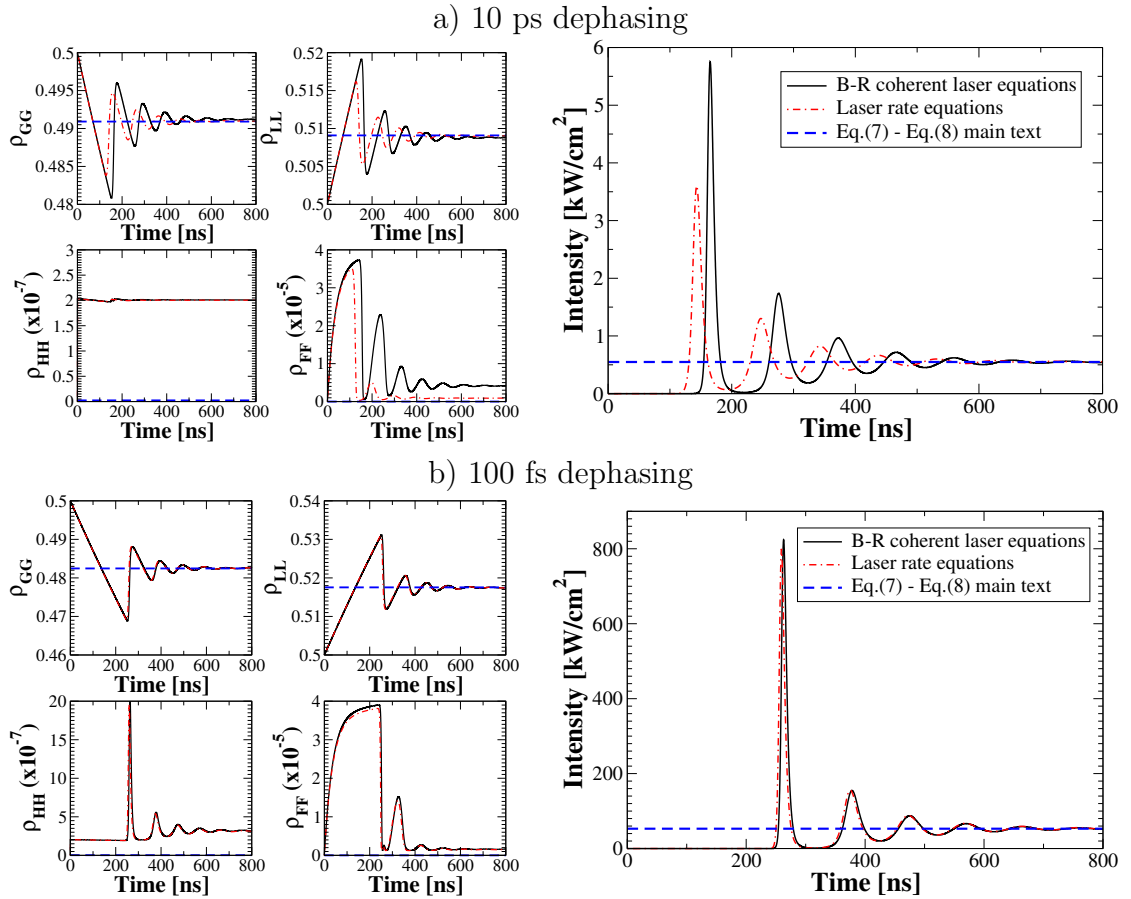 a) 10 ps dephasing
0.5
0.495
0.49
0.485
0.48
ρGG
0 200 400 600 800
Time [ns]
0.52
0.515
0.51
0.505
0.5
ρLL
0 200 400 600 800
Time [ns]
3
2.5
2
1.5
1
0.5
0
ρHH (x10-7)
0 200 400 600 800
Time [ns]
4
3
2
1
0
ρFF (x10-5)
0 200 400 600 800
Time [ns]
6
5
4
3
2
1
0
Intensity [kW/cm2]
B-R coherent laser equations
Laser rate equations
Eq.(7) - Eq.(8) main text
0 200 400 600 800
Time [ns]
b) 100 fs dephasing
0.5
0.49
0.48
0.47
0.46
ρGG
0 200 400 600 800
Time [ns]
0.54
0.53
0.52
0.51
0.5
ρLL
0 200 400 600 800
Time [ns]
20
15
10
5
0
ρHH (x10-7)
0 200 400 600 800
Time [ns]
4
3
2
1
0
ρFF (x10-5)
0 200 400 600 800
Time [ns]
800
600
400
200
0
Intensity [kW/cm2]
B-R coherent laser equations
Laser rate equations
Eq.(7) - Eq.(8) main text
0 200 400 600 800
Time [ns]